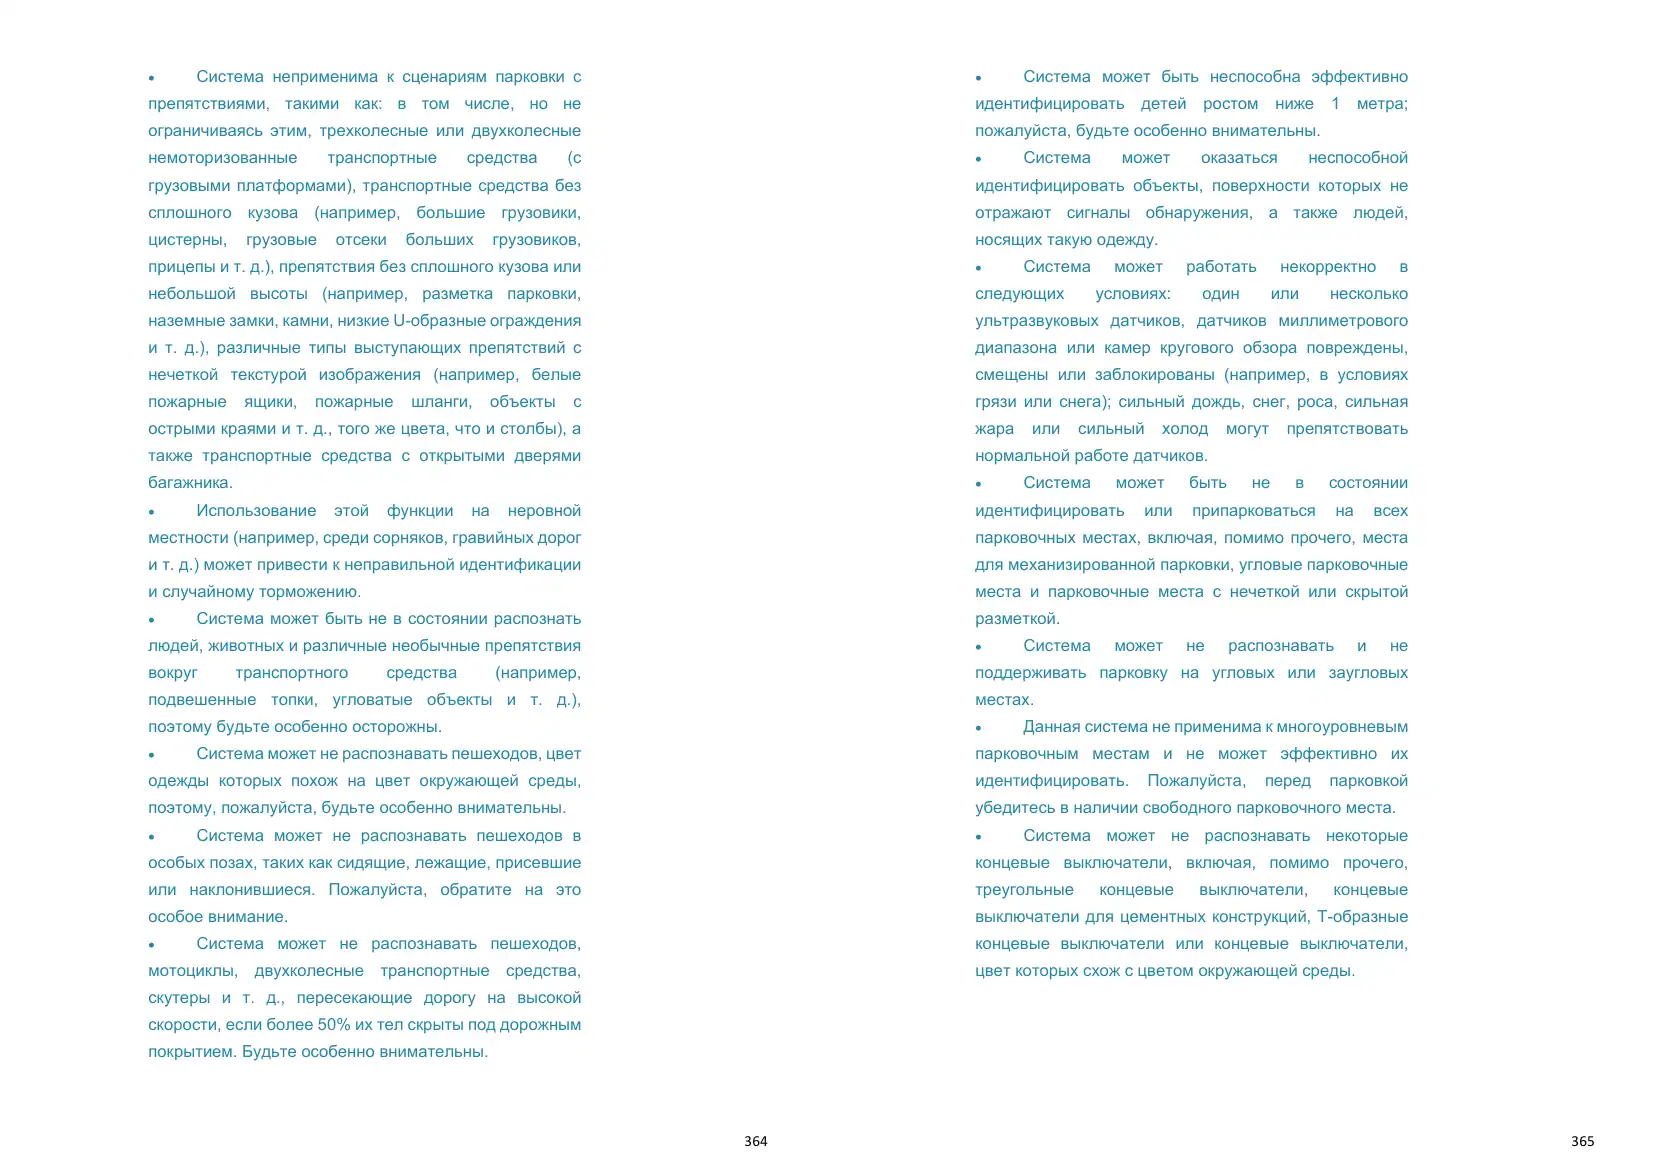 • Система неприменима к сценариям парковки с
препятствиями, такими как: в том числе, но не
ограничиваясь этим, трехколесные или двухколесные
немоторизованные транспортные средства (с
грузовыми платформами), транспортные средства без
сплошного кузова (например, большие грузовики,
цистерны, грузовые отсеки больших грузовиков,
прицепы и т. д.), препятствия без сплошного кузова или
небольшой высоты (например, разметка парковки,
наземные замки, камни, низкие U-образные ограждения
и т. д.), различные типы выступающих препятствий с
нечеткой текстурой изображения (например, белые
пожарные ящики, пожарные шланги, объекты с
острыми краями и т. д., того же цвета, что и столбы), а
также транспортные средства с открытыми дверями
багажника.
• Использование этой функции на неровной
местности (например, среди сорняков, гравийных дорог
и т. д.) может привести к неправильной идентификации
и случайному торможению.
• Система может быть не в состоянии распознать
людей, животных и различные необычные препятствия
вокруг транспортного средства (например,
подвешенные топки, угловатые объекты и т. д.),
поэтому будьте особенно осторожны.
• Система может не распознавать пешеходов, цвет
одежды которых похож на цвет окружающей среды,
поэтому, пожалуйста, будьте особенно внимательны.
• Система может не распознавать пешеходов в
особых позах, таких как сидящие, лежащие, присевшие
или наклонившиеся. Пожалуйста, обратите на это
особое внимание.
• Система может не распознавать пешеходов,
мотоциклы, двухколесные транспортные средства,
скутеры и т. д., пересекающие дорогу на высокой
скорости, если более 50% их тел скрыты под дорожным
покрытием. Будьте особенно внимательны.
364
• Система может быть неспособна эффективно
идентифицировать детей ростом ниже 1 метра;
пожалуйста, будьте особенно внимательны.
• Система может оказаться неспособной
идентифицировать объекты, поверхности которых не
отражают сигналы обнаружения, а также людей,
носящих такую одежду.
• Система может работать некорректно в
следующих условиях: один или несколько
ультразвуковых датчиков, датчиков миллиметрового
диапазона или камер кругового обзора повреждены,
смещены или заблокированы (например, в условиях
грязи или снега); сильный дождь, снег, роса, сильная
жара или сильный холод могут препятствовать
нормальной работе датчиков.
• Система может быть не в состоянии
идентифицировать или припарковаться на всех
парковочных местах, включая, помимо прочего, места
для механизированной парковки, угловые парковочные
места и парковочные места с нечеткой или скрытой
разметкой.
• Система может не распознавать и не
поддерживать парковку на угловых или заугловых
местах.
• Данная система не применима к многоуровневым
парковочным местам и не может эффективно их
идентифицировать. Пожалуйста, перед парковкой
убедитесь в наличии свободного парковочного места.
• Система может не распознавать некоторые
концевые выключатели, включая, помимо прочего,
треугольные концевые выключатели, концевые
выключатели для цементных конструкций, Т-образные
концевые выключатели или концевые выключатели,
цвет которых схож с цветом окружающей среды.
365